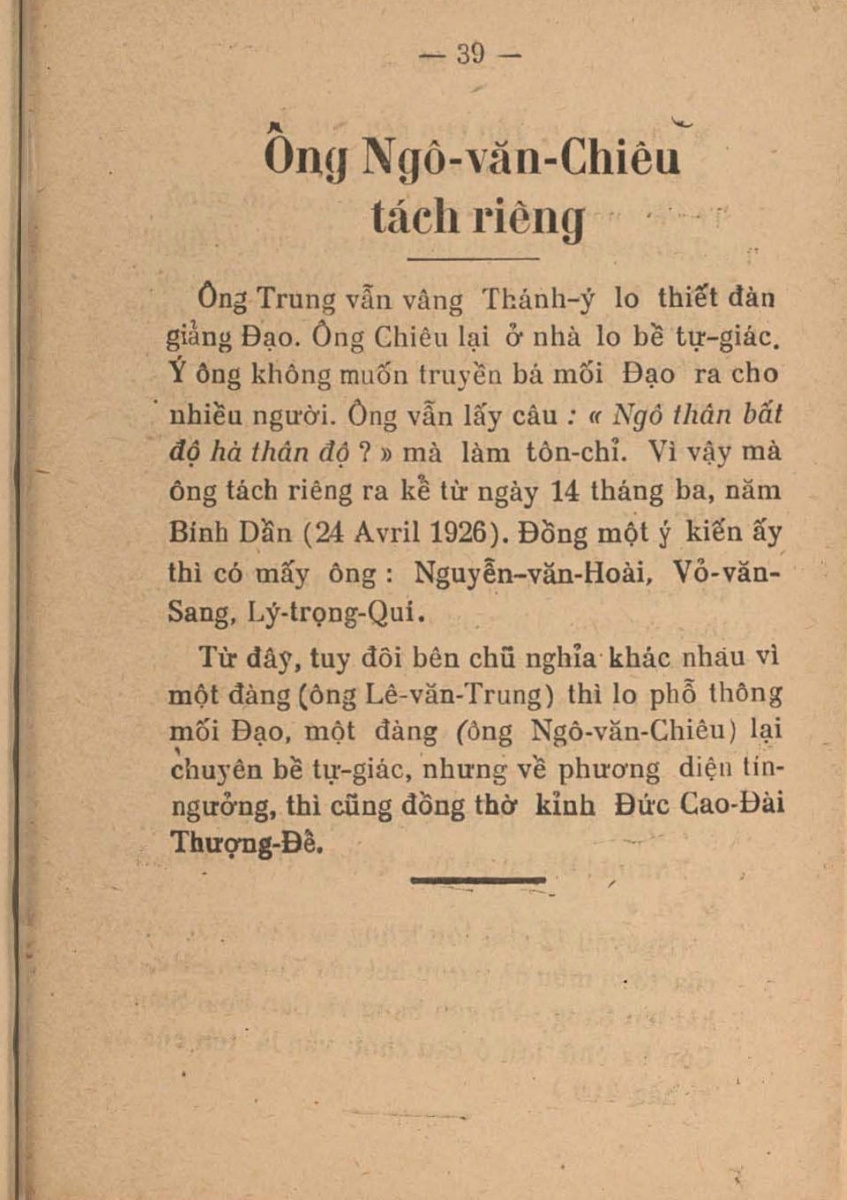 — 39 —
Ông Ngô-văn-Chiêu
tách riêng
Ông Trung vẫn vâng Thánh-ý lo thiết đàn
giảng Đạo. Ông Chiêu lại ở nhà lo bề tự-giác.
Ý ông không muốn truyền bá mối Đạo ra cho
nhiều người. Ông vẫn lấy câu : « Ngô thân bất
độ hà thân độ ? » mà làm tôn-chỉ. Vì vậy mà
ông tách riêng ra kể từ ngày 14 tháng ba, năm
Bính Dần (24 Avril 1926). Đồng một ý kiến ấy
thì có mấy ông : Nguyễn-văn-Hoài, Vỏ-văn-
Sang, Lý-trọng-Quí.
Từ đây, tuy đôi bên chũ nghỉa khác nhau vì
một đàng (ông Lê-văn-Trung) thì lo phổ thông
mối Đạo, một đàng (ông Ngô-văn-Chiêu) lại
chuyên bề tự-giác, nhưng về phương diện tín-
ngưởng, thì cũng đồng thờ kỉnh Đức Cao-Đài
Thượng-Đế.